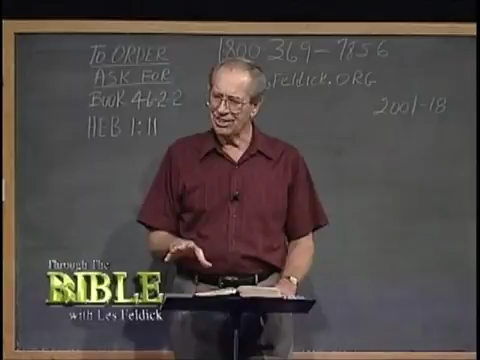 TO ORDER
ASK FOR
BOOK 46-2-2
HEB 1:11
1800 369-7856
.Feldick.ORG
2001-18
Through The
BIBLE
with Les Feldick